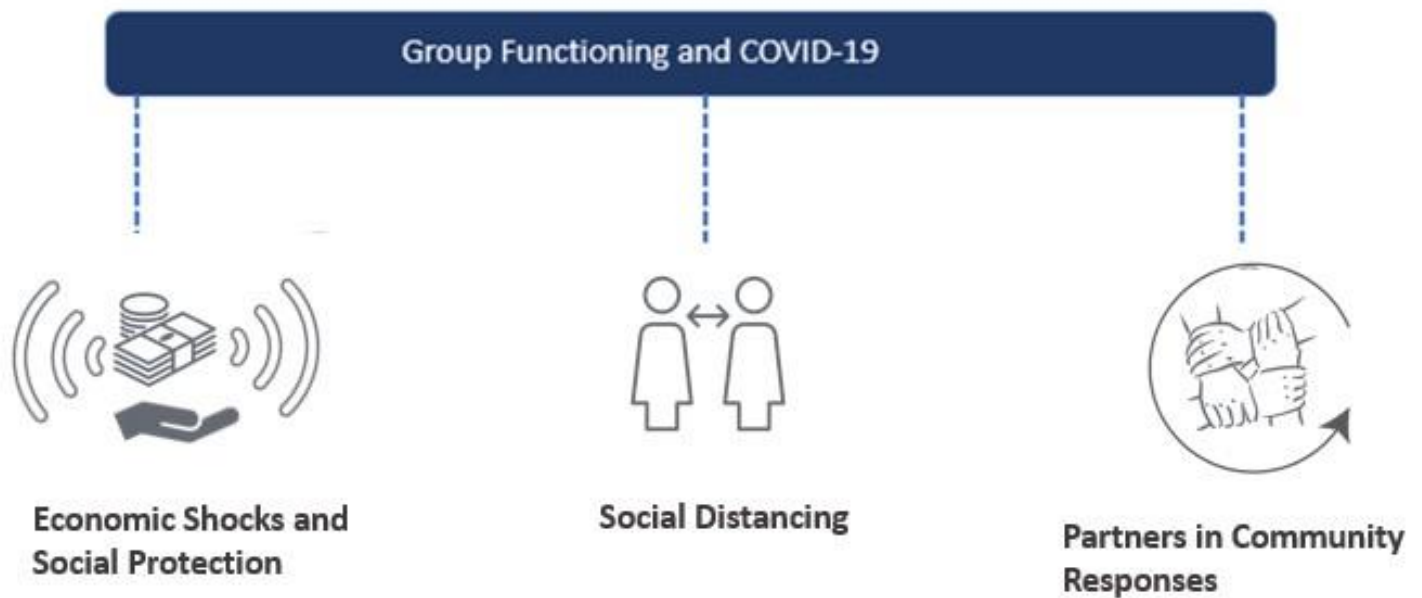 Group Functioning and COVID-19
Economic Shocks and
Social Protection
Social Distancing
Partners in Community
Responses